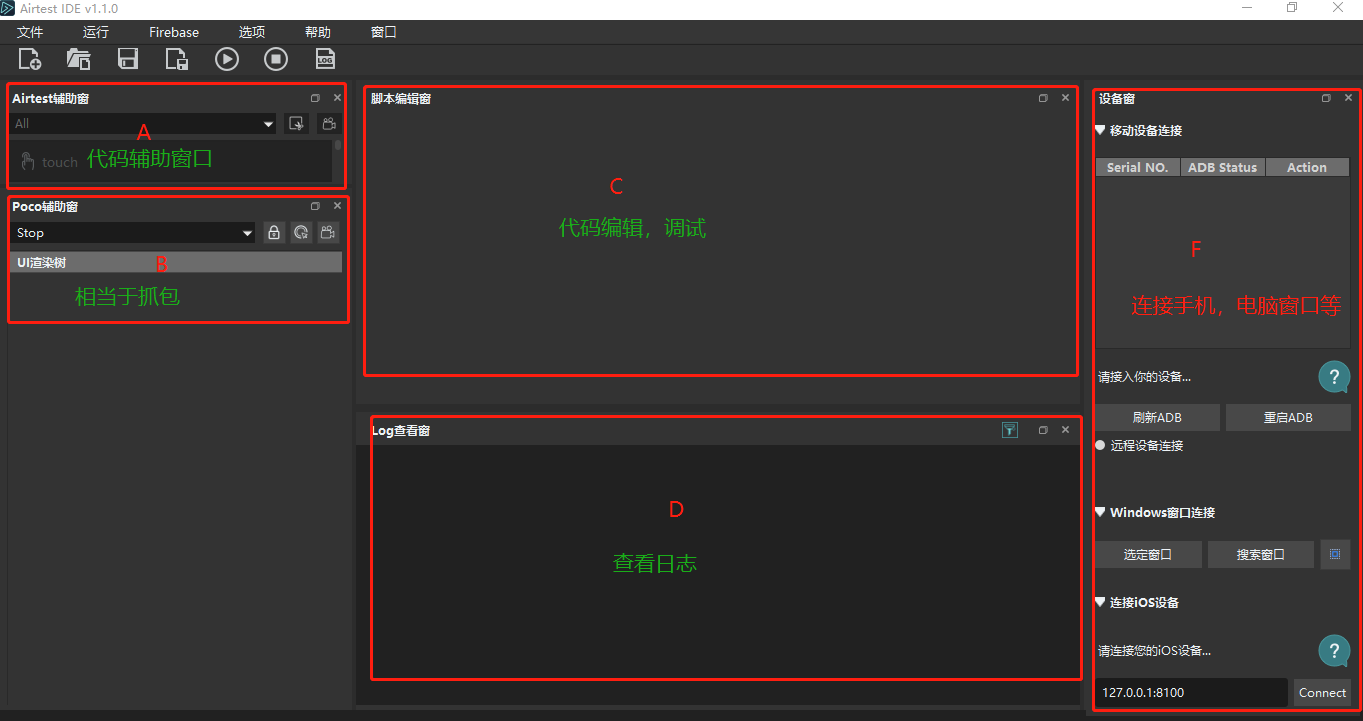 Airtest IDE v1.1.0
文件 运行 Firebase 选项 帮助 窗口
LOG
Airtest辅助窗
All
A
touch 代码辅助窗口
Poco辅助窗
Stop
UI渲染树
B
相当于抓包
脚本编辑窗
C
代码编辑，调试
Log查看窗
D
查看日志
设备窗
移动设备连接
Serial NO. ADB Status Action
F
连接手机，电脑窗口等
请接入你的设备...
?
刷新ADB 重启ADB
远程设备连接
Windows窗口连接
选定窗口 搜索窗口
连接iOS设备
请连接您的iOS设备...
?
127.0.0.1:8100 Connect